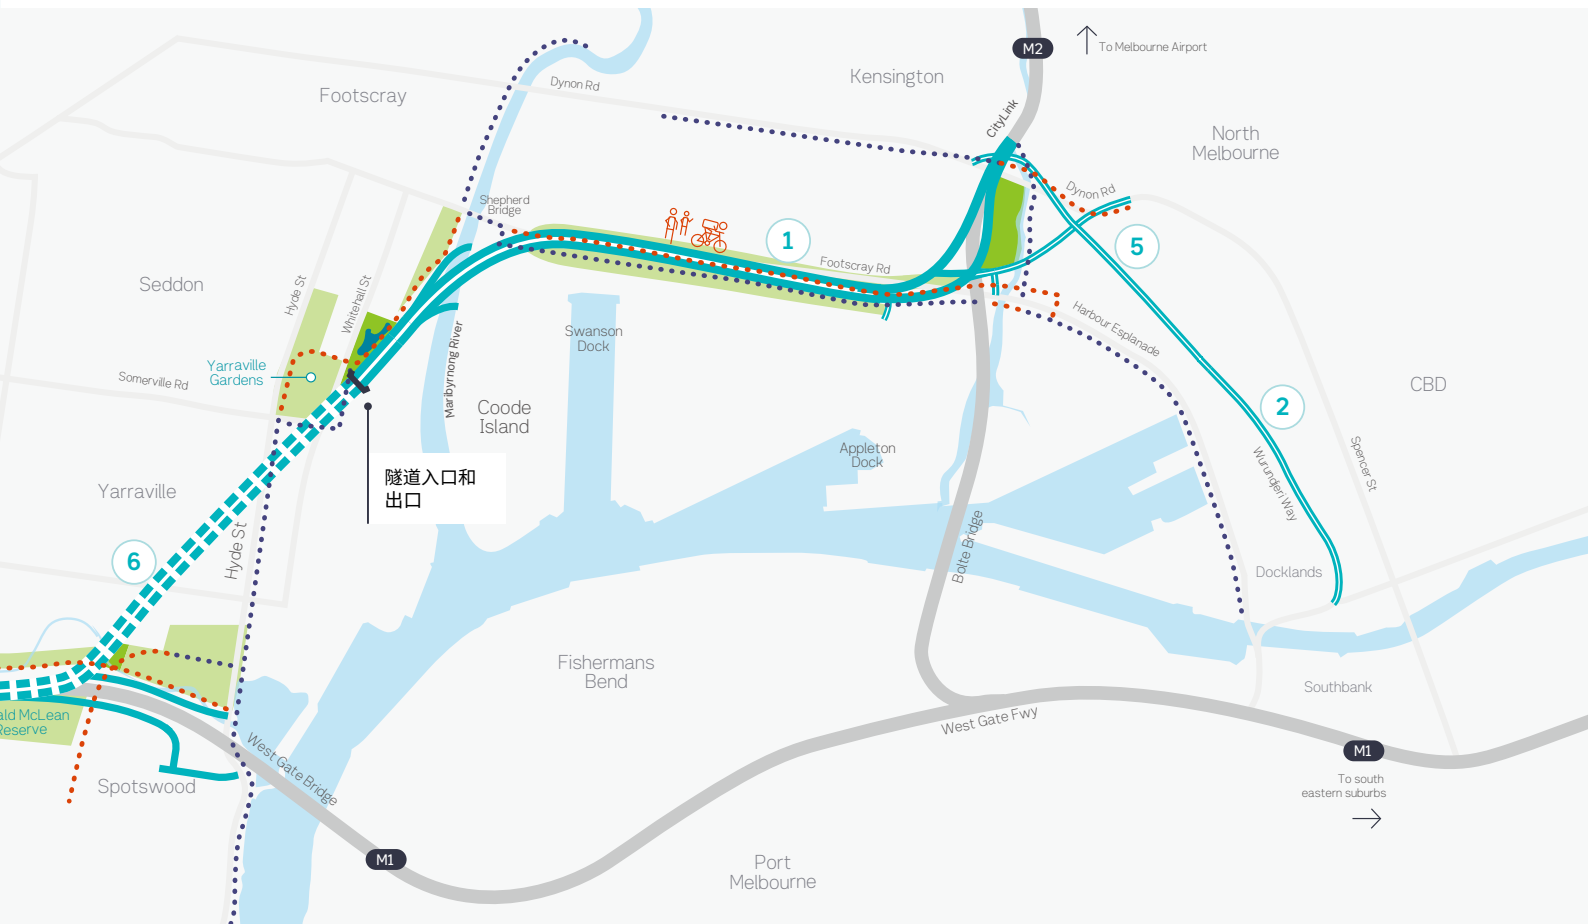 M2
To Melbourne Airport
Kensington
Dynon Rd
Footscray
CityLink
North
Melbourne
Dynon Rd
Shepherd
Bridge
1
5
Footscray Rd
Seddon
Hyde St
Whitehall St
Harbour Esplanade
Swanson
Dock
Maribyrnong River
Yarraville
Gardens
Somerville Rd
CBD
2
Coode
Island
Appleton
Dock
Spencer St
隧道入口和
出口
Wurunderi Way
Yarraville
Hyde St
Bolte Bridge
6
Docklands
Fishermans
Bend
Southbank
ald McLean
Reserve
West Gate Fwy
West Gate Bridge
M1
Spotswood
To south
eastern suburbs
M1
Port
Melbourne